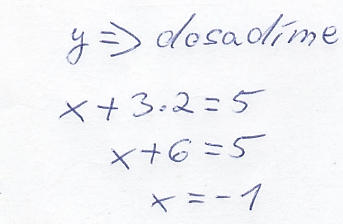 y => dosadíme
x+3.2=5
x+6=5
x=-1